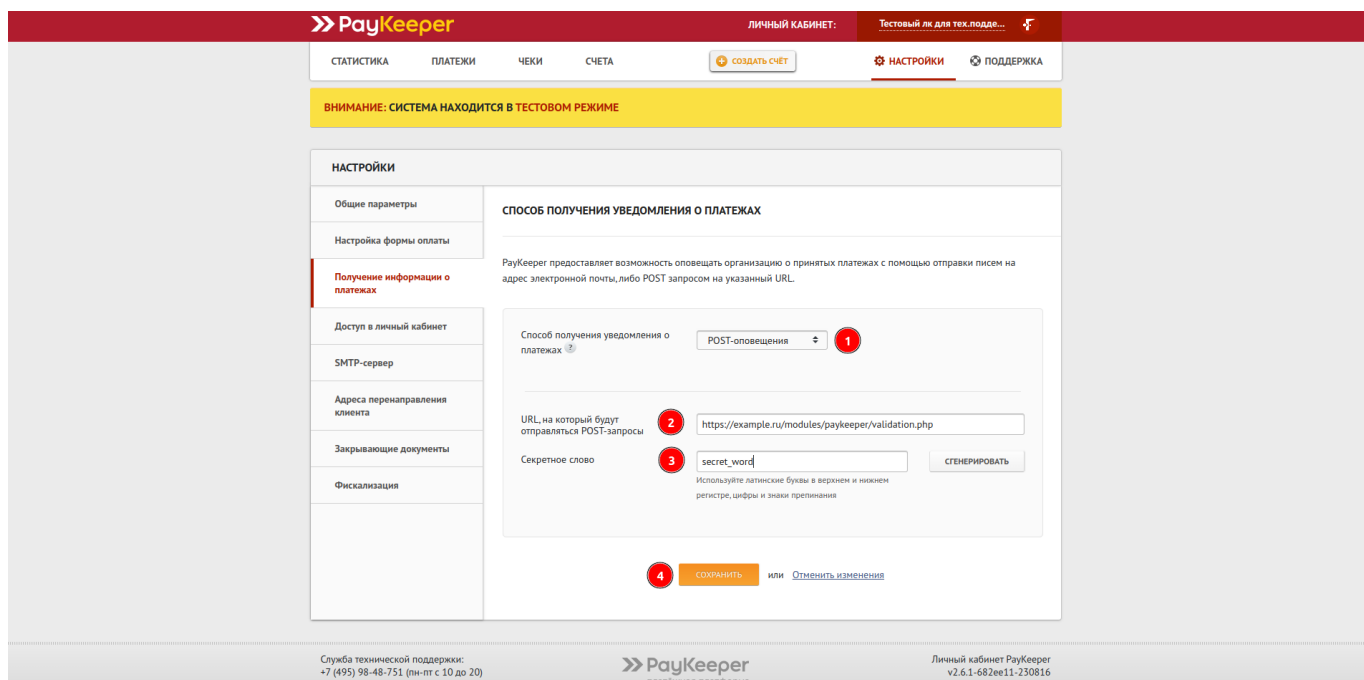 PayKeeper
ЛИЧНЫЙ КАБИНЕТ:
Тестовый лк для тех.подде...
СТАТИСТИКА
ПЛАТЕЖИ
ЧЕКИ
СЧЕТА
СОЗДАТЬ СЧЁТ
НАСТРОЙКИ
ПОДДЕРЖКА
ВНИМАНИЕ: СИСТЕМА НАХОДИТСЯ В ТЕСТОВОМ РЕЖИМЕ
НАСТРОЙКИ
Общие параметры
Настройка формы оплаты
Получение информации о
платежах
Доступ в личный кабинет
SMTP-сервер
Адреса перенаправления
клиента
Закрывающие документы
Фискализация
СПОСОБ ПОЛУЧЕНИЯ УВЕДОМЛЕНИЯ О ПЛАТЕЖАХ
PayKeeper предоставляет возможность оповещать организацию о принятых платежах с помощью отправки писем на
адрес электронной почты, либо POST запросом на указанный URL.
Способ получения уведомления о
платежах ?
POST-оповещения
1
URL, на который будут
отправляться POST-запросы
2
https://example.ru/modules/paykeeper/validation.php
Секретное слово
3
secret_word
СГЕНЕРИРОВАТЬ
Используйте латинские буквы в верхнем и нижнем
регистре, цифры и знаки препинания
4
СОХРАНИТЬ
или
Отменить изменения
Служба технической поддержки:
+7 (495) 98-48-751 (пн-пт с 10 до 20)
PayKeeper
Личный кабинет PayKeeper
v2.6.1-682ee11-230816